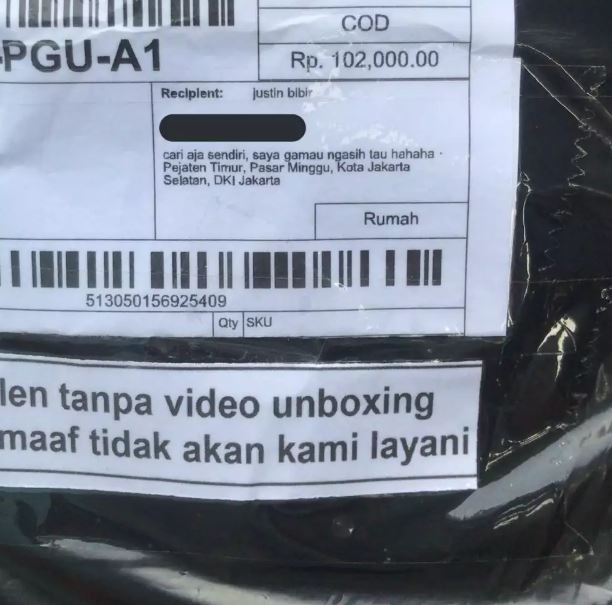 COD
-PGU-A1
Rp. 102,000.00
Recipient: justin bibir
cari aja sendiri, saya gamau ngasih tau hahaha -
Pejaten Timur, Pasar Minggu, Kota Jakarta
Selatan, DKI Jakarta
Rumah
513050156925409
Qty SKU
len tanpa video unboxing
maaf tidak akan kami layani